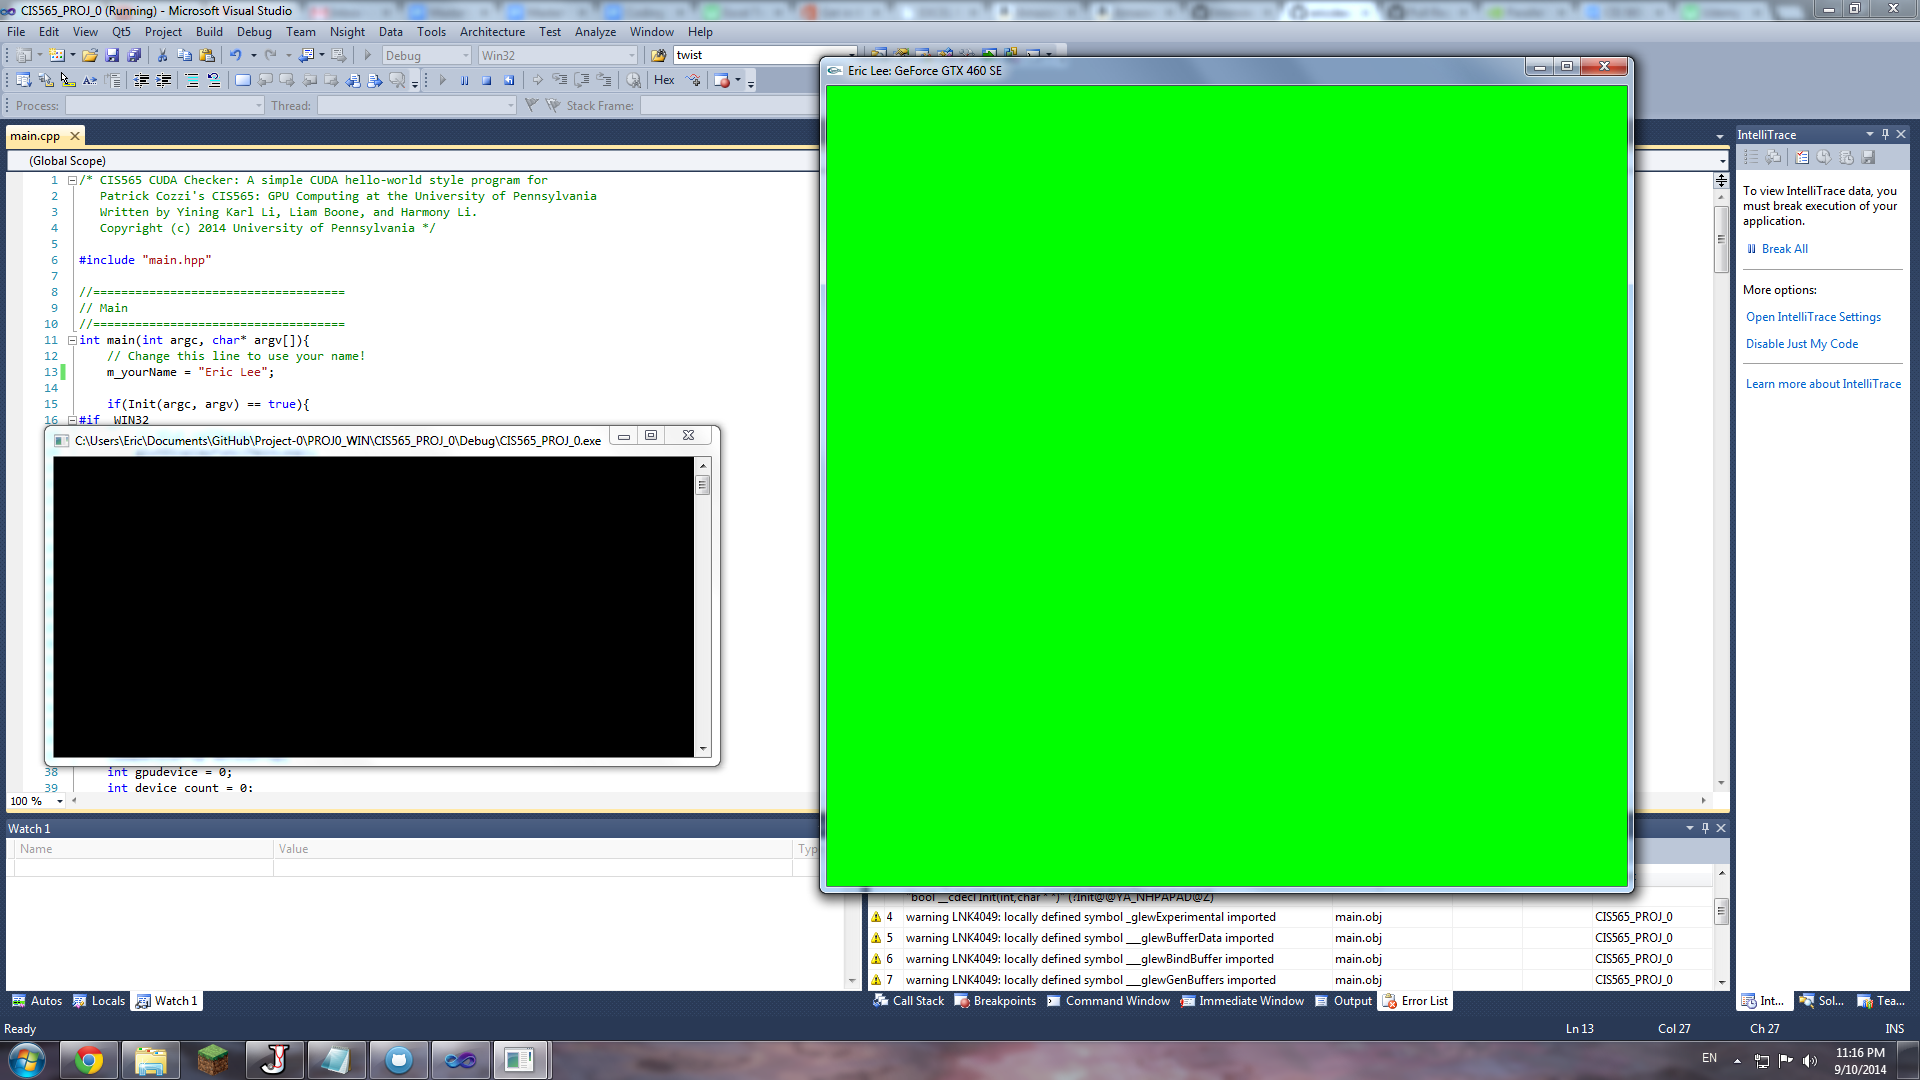 CIS565_PROJ_0 (Running) - Microsoft Visual Studio
File Edit View Qt5 Project Build Debug Team Nsight Data Tools Architecture Test Analyze Window Help
Debug Win32 twist
Hex
Process: Thread: Stack Frame:
main.cpp
(Global Scope)
1 /* CIS565 CUDA Checker: A simple CUDA hello-world style program for
2 Patrick Cozzi's CIS565: GPU Computing at the University of Pennsylvania
3 Written by Yining Karl Li, Liam Boone, and Harmony Li.
4 Copyright (c) 2014 University of Pennsylvania */
5
6 #include "main.hpp"
7
8 //====================================
9 // Main
10 //====================================
11 int main(int argc, char* argv[]){
12 // Change this line to use your name!
13 m_yourName = "Eric Lee";
14
15 if(Init(argc, argv) == true){
16 #if _WIN32
C:\Users\Eric\Documents\GitHub\Project-0\PROJ0_WIN\CIS565_PROJ_0\Debug\CIS565_PROJ_0.exe
38 int gpudevice = 0;
39 int device_count = 0;
100 %
Eric Lee: GeForce GTX 460 SE
IntelliTrace
To view IntelliTrace data, you
must break execution of your
application.
Break All
More options:
Open IntelliTrace Settings
Disable Just My Code
Learn more about IntelliTrace
Watch 1
Name Value Typ
"bool __cdecl Init(int,char * *)" (?Init@@YA_NHPAPAD@Z)
4 warning LNK4049: locally defined symbol _glewExperimental imported main.obj CIS565_PROJ_0
5 warning LNK4049: locally defined symbol ___glewBufferData imported main.obj CIS565_PROJ_0
6 warning LNK4049: locally defined symbol ___glewBindBuffer imported main.obj CIS565_PROJ_0
7 warning LNK4049: locally defined symbol ___glewGenBuffers imported main.obj CIS565_PROJ_0
Autos Locals Watch 1
Call Stack Breakpoints Command Window Immediate Window Output Error List
Int... Sol... Tea...
Ready Ln 13 Col 27 Ch 27 INS
EN
11:16 PM
9/10/2014